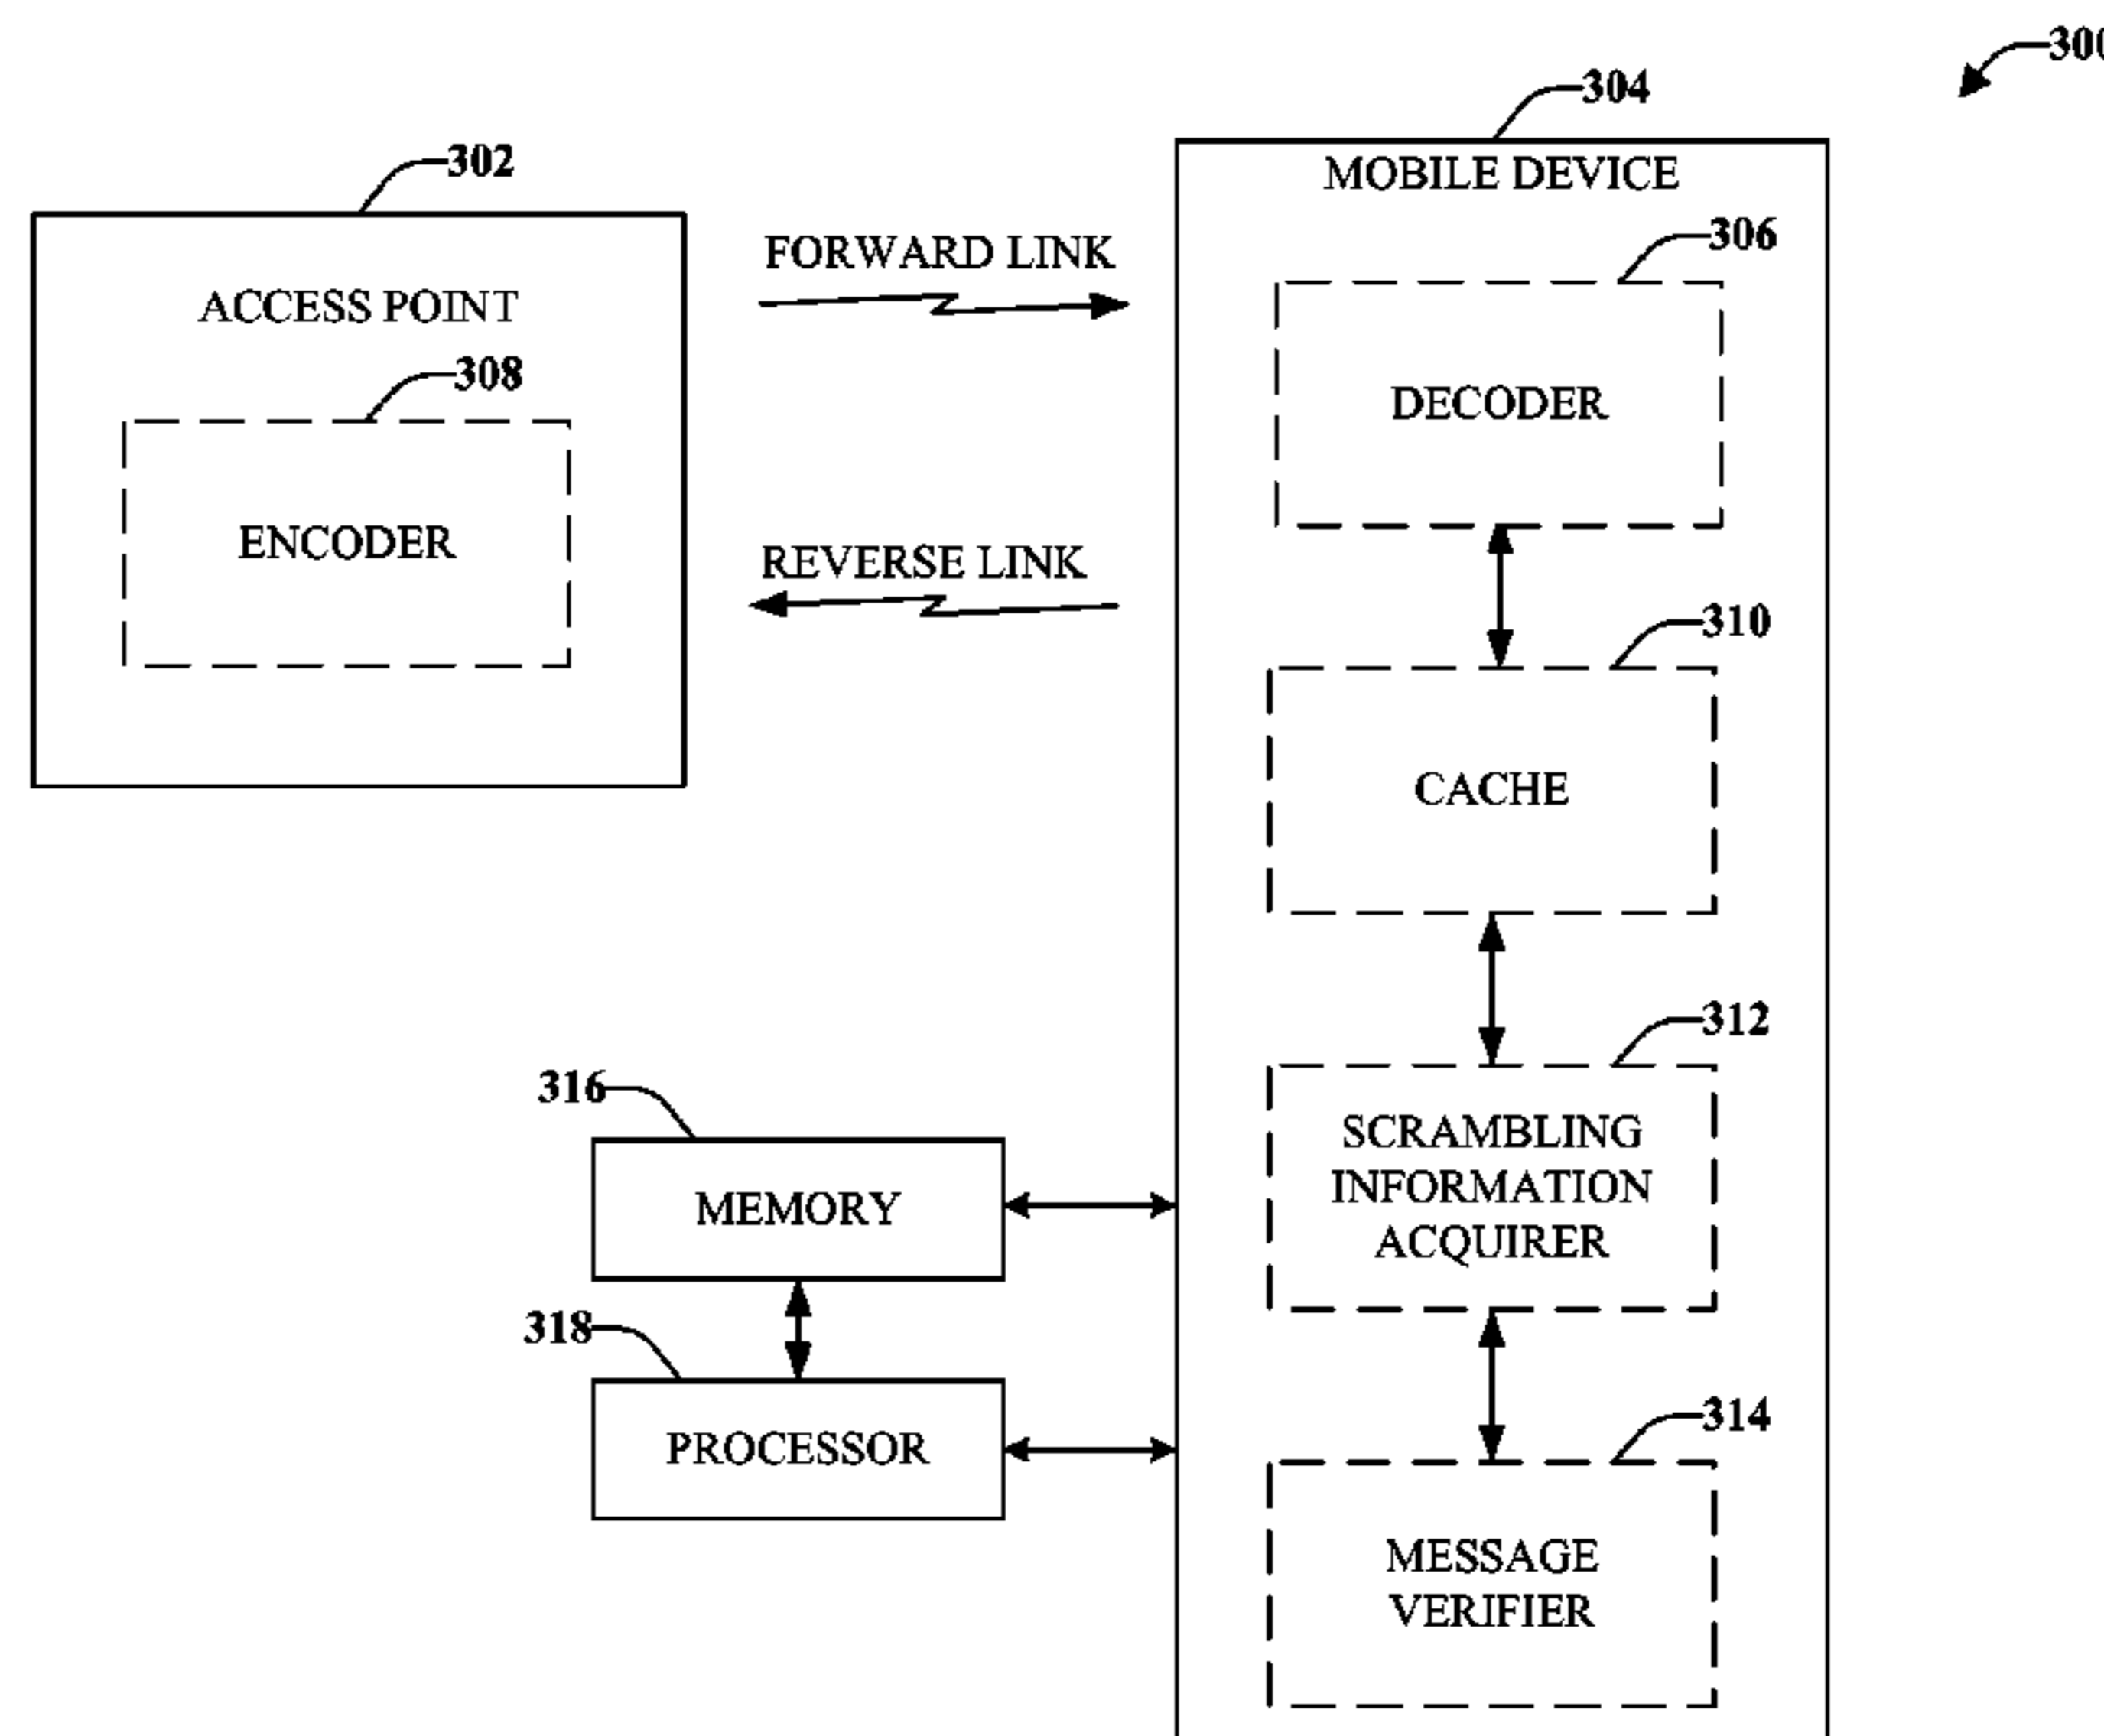 300
304
302
MOBILE DEVICE
306
FORWARD LINK
ACCESS POINT
308
DECODER
ENCODER
REVERSE LINK
310
CACHE
312
316
SCRAMBLING
INFORMATION
ACQUIRER
MEMORY
318
314
PROCESSOR
MESSAGE
VERIFIER